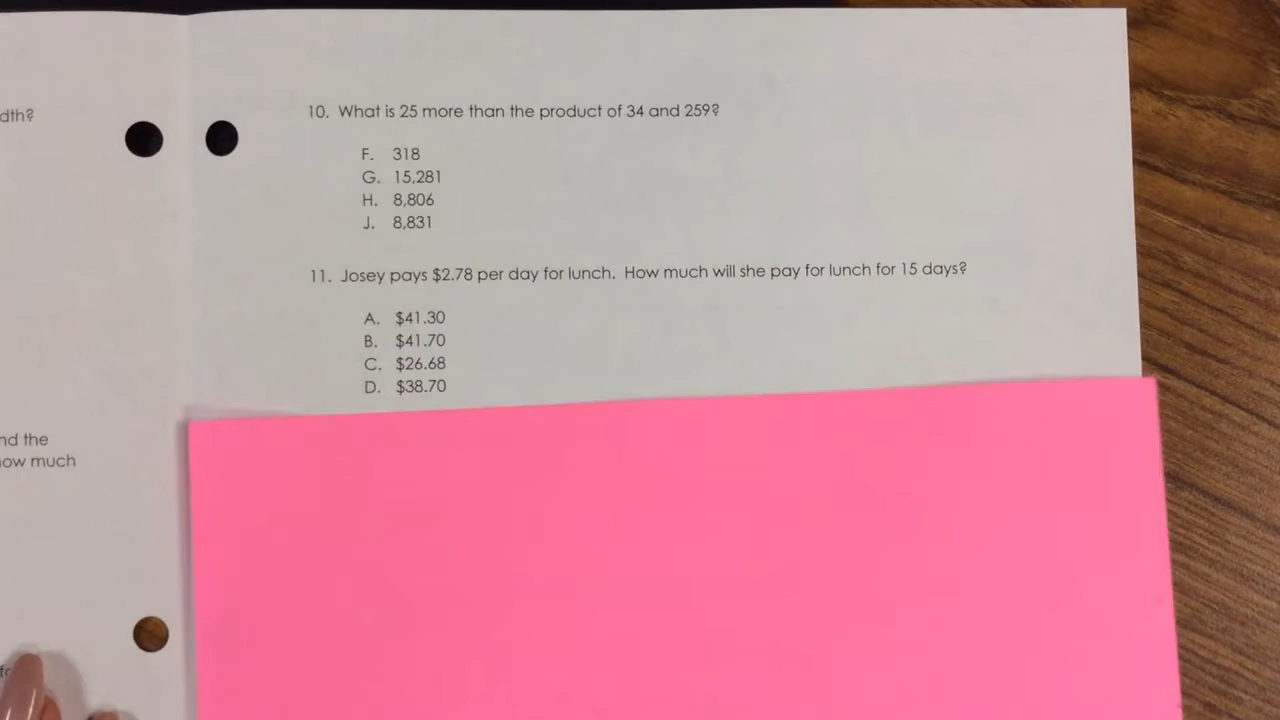 dth?
nd the
ow much
10. What is 25 more than the product of 34 and 259?
F. 318
G. 15,281
H. 8,806
J. 8,831
11. Josey pays $2.78 per day for lunch. How much will she pay for lunch for 15 days?
A. $41.30
B. $41.70
C. $26.68
D. $38.70